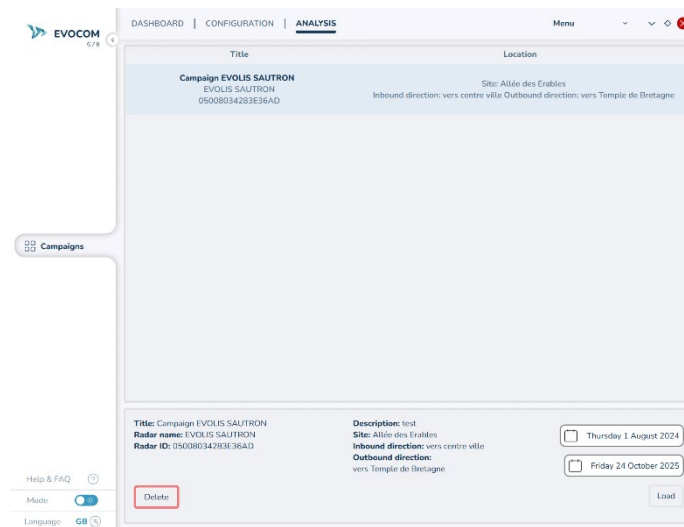 EVOCOM
6.7.8
DASHBOARD | CONFIGURATION | ANALYSIS
Menu
Title
Location
Campaign EVOLIS SAUTRON
EVOLIS SAUTRON
05008034283E36AD
Site: Allée des Erables
Inbound direction: vers centre ville Outbound direction: vers Temple de Bretagne
Campaigns
Title: Campaign EVOLIS SAUTRON
Radar name: EVOLIS SAUTRON
Radar ID: 05008034283E36AD
Description: test
Site: Allée des Erables
Inbound direction: vers centre ville
Outbound direction:
vers Temple de Bretagne
Thursday 1 August 2024
Friday 24 October 2025
Delete
Load
Help & FAQ
Mode
Language GB